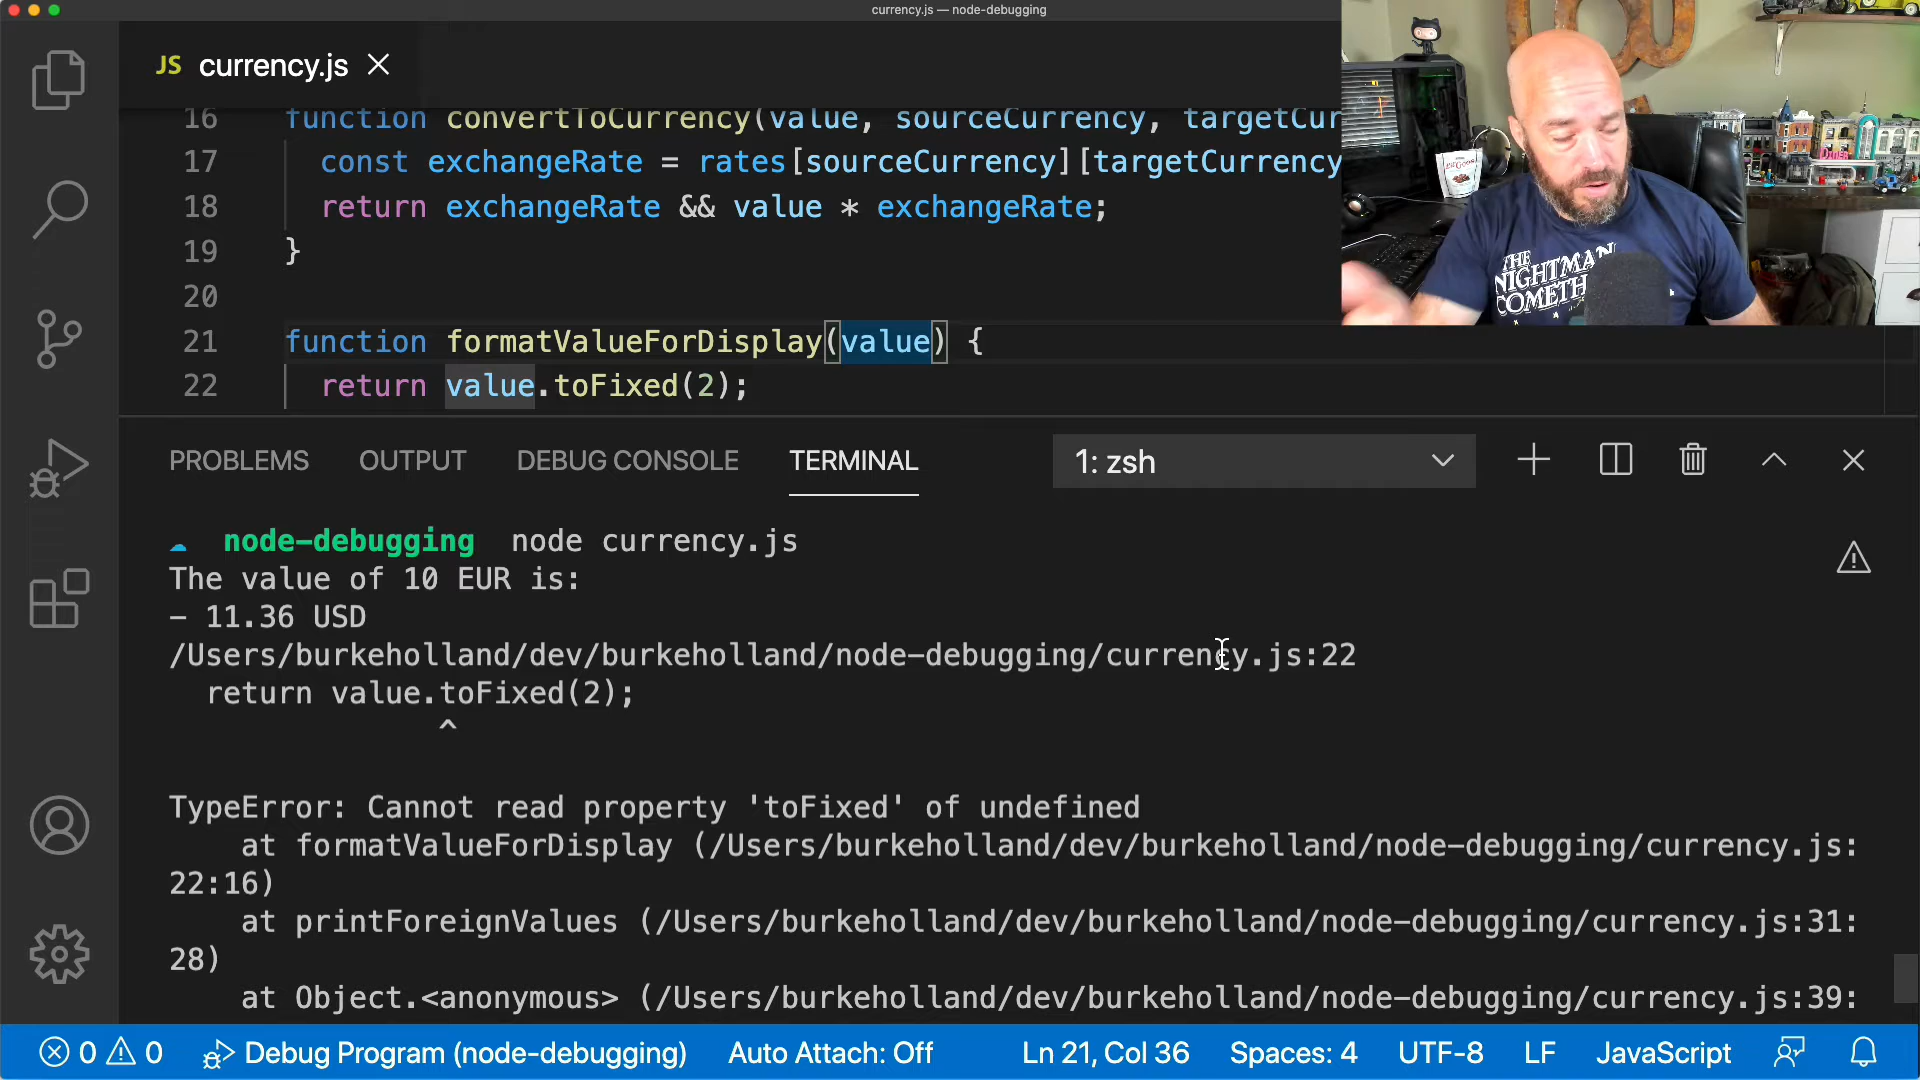 currency.js — node-debugging
JS currency.js
16 function convertToCurrency(value, sourceCurrency, targetCur
17 const exchangeRate = rates[sourceCurrency][targetCurrency
18 return exchangeRate && value * exchangeRate;
19 }
20
21 function formatValueForDisplay(value) {
22 return value.toFixed(2);
THE
NIGHTMAN
COMETH
DINER
PROBLEMS OUTPUT DEBUG CONSOLE TERMINAL 1: zsh
node-debugging node currency.js
The value of 10 EUR is:
- 11.36 USD
/Users/burkeholland/dev/burkeholland/node-debugging/currency.js:22
return value.toFixed(2);
^
TypeError: Cannot read property 'toFixed' of undefined
at formatValueForDisplay (/Users/burkeholland/dev/burkeholland/node-debugging/currency.js:
22:16)
at printForeignValues (/Users/burkeholland/dev/burkeholland/node-debugging/currency.js:31:
28)
at Object.<anonymous> (/Users/burkeholland/dev/burkeholland/node-debugging/currency.js:39:
0 0 Debug Program (node-debugging) Auto Attach: Off Ln 21, Col 36 Spaces: 4 UTF-8 LF JavaScript